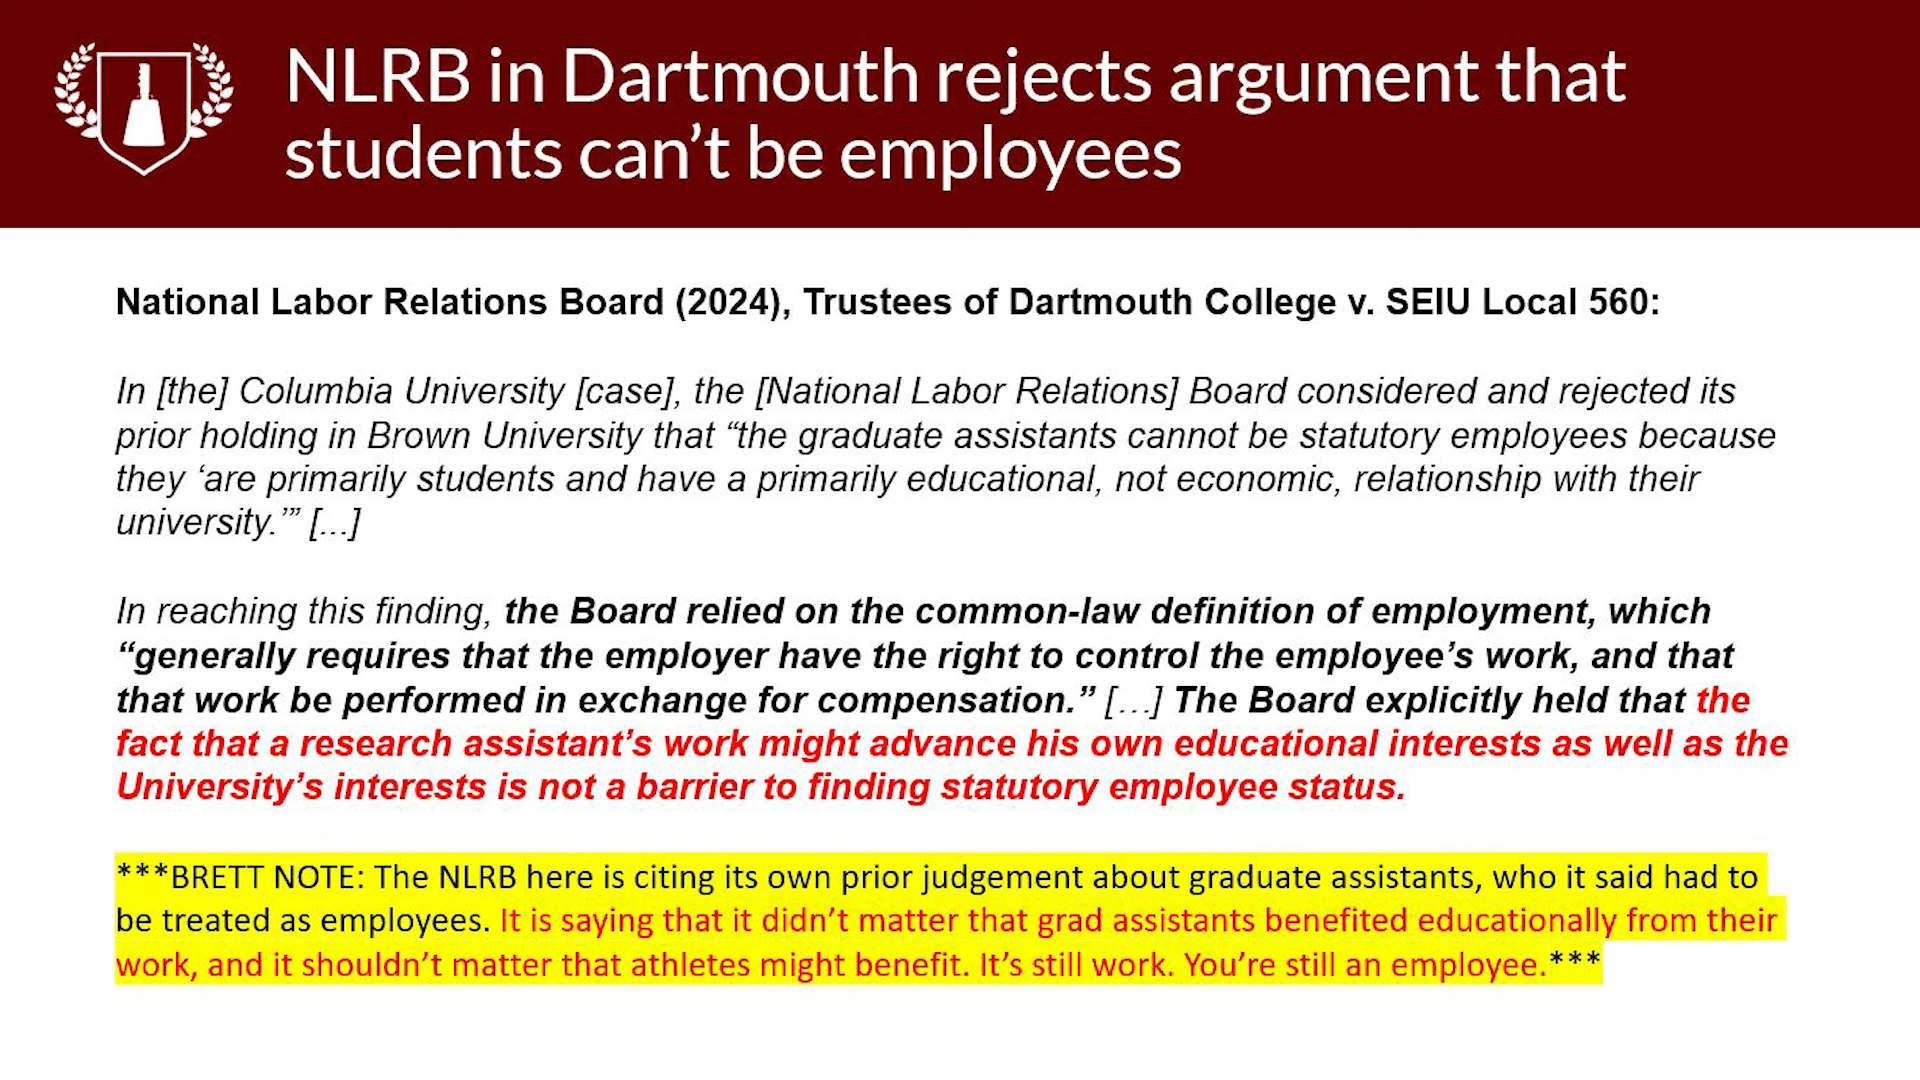 NLRB in Dartmouth rejects argument that
students can’t be employees
National Labor Relations Board (2024), Trustees of Dartmouth College v. SEIU Local 560:
In [the] Columbia University [case], the [National Labor Relations] Board considered and rejected its
prior holding in Brown University that “the graduate assistants cannot be statutory employees because
they ‘are primarily students and have a primarily educational, not economic, relationship with their
university.’” [...]
In reaching this finding, the Board relied on the common-law definition of employment, which
“generally requires that the employer have the right to control the employee’s work, and that
that work be performed in exchange for compensation.” […] The Board explicitly held that the
fact that a research assistant’s work might advance his own educational interests as well as the
University’s interests is not a barrier to finding statutory employee status.
***BRETT NOTE: The NLRB here is citing its own prior judgement about graduate assistants, who it said had to
be treated as employees. It is saying that it didn’t matter that grad assistants benefited educationally from their
work, and it shouldn’t matter that athletes might benefit. It’s still work. You’re still an employee.***